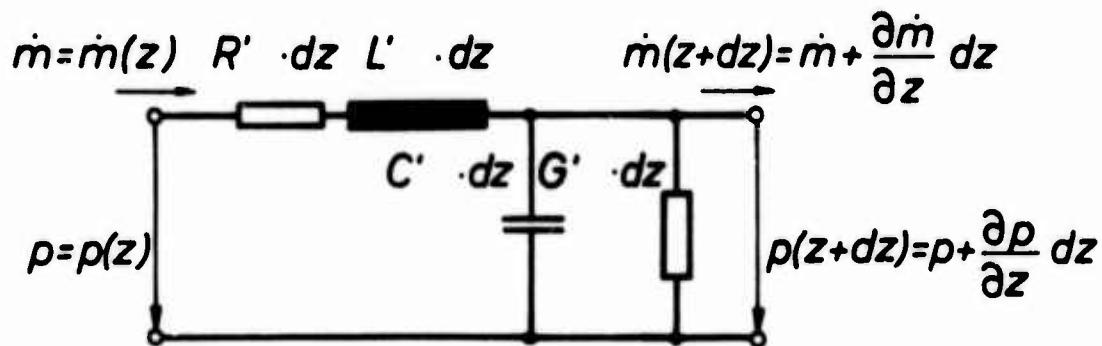 ṁ=ṁ(z) R' ·dz L' ·dz ṁ(z+dz)=ṁ+∂ṁ/∂z dz
C' ·dz G' ·dz
p=p(z) p(z+dz)=p+∂p/∂z dz